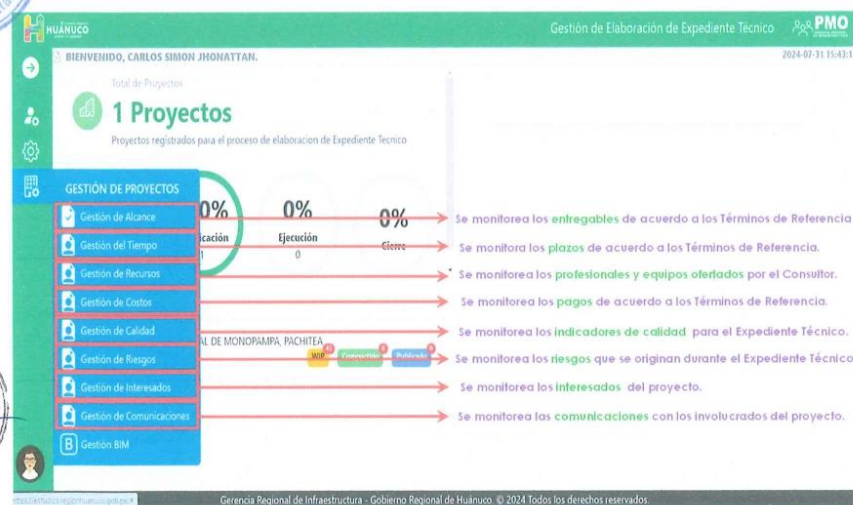 HUÁNUCO
Gestión de Elaboración de Expediente Técnico
PMO
BIENVENIDO, CARLOS SIMON JHONATTAN.
2024-07-31 15:43:1
Total de Proyectos
1 Proyectos
Proyectos registrados para el proceso de elaboracion de Expediente Tecnico
GESTIÓN DE PROYECTOS
0%
0%
0%
icación
Ejecución
Cierre
1
0
Gestión de Alcance
Se monitorea los entregables de acuerdo a los Términos de Referencia
Gestión del Tiempo
Se monitora los plazos de acuerdo a los Términos de Referencia.
Gestión de Recursos
Se monitorea los profesionales y equipos ofertados por el Consultor.
Gestión de Costos
Se monitorea los pagos de acuerdo a los Términos de Referencia.
Gestión de Calidad
Se monitorea los indicadores de calidad para el Expediente Técnico.
AL DE MONOPAMPA, PACHITEA
WIP
Compartido
Publicado
Gestión de Riesgos
Se monitorea los riesgos que se originan durante el Expediente Técnico
Gestión de Interesados
Se monitorea los interesados del proyecto.
Gestión de Comunicaciones
Se monitorea las comunicaciones con los involucrados del proyecto.
B Gestión BIM
Gerencia Regional de Infraestructura - Gobierno Regional de Huánuco. © 2024 Todos los derechos reservados.